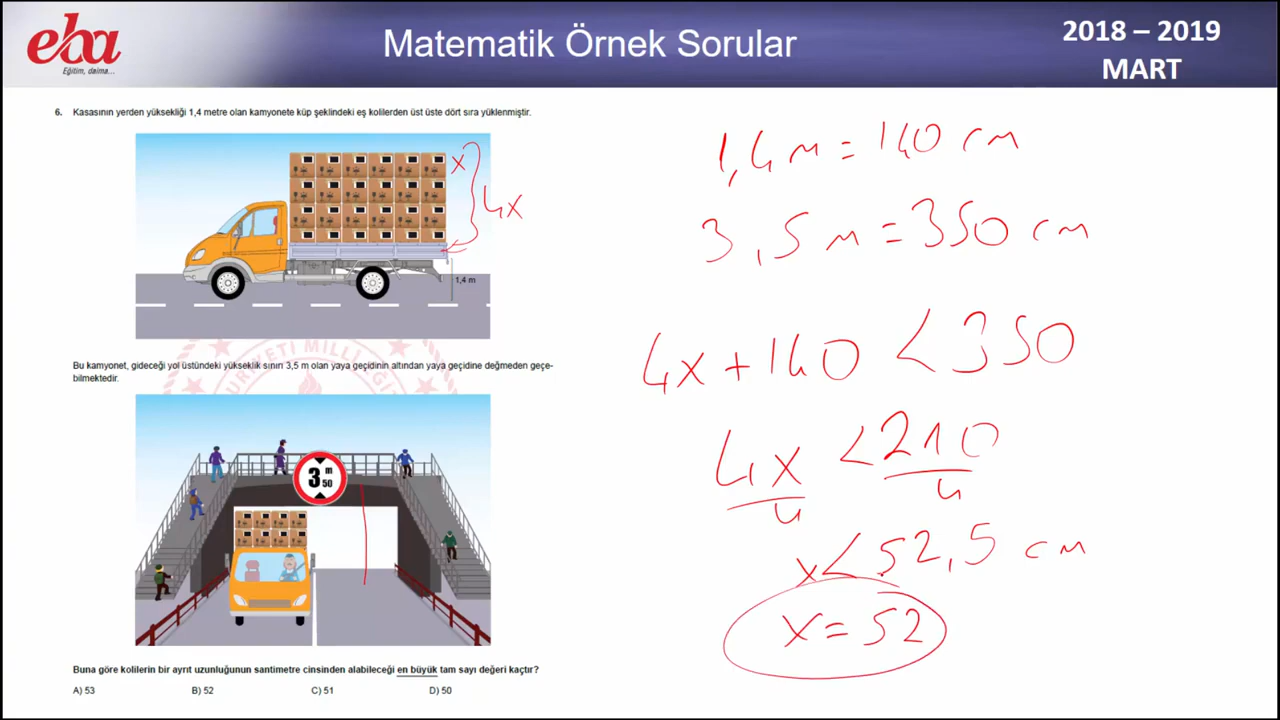 eba
Eğitim, daima...
Matematik Örnek Sorular
2018 – 2019
MART
6. Kasasının yerden yüksekliği 1,4 metre olan kamyonete küp şeklindeki eş kolilerden üst üste dört sıra yüklenmiştir.
x
4x
1,4 m
Bu kamyonet, gideceği yol üstündeki yükseklik sınırı 3,5 m olan yaya geçidinin altından yaya geçidine değmeden geçe-
bilmektedir.
3 m 50
Buna göre kolilerin bir ayrıt uzunluğunun santimetre cinsinden alabileceği en büyük tam sayı değeri kaçtır?
A) 53 B) 52 C) 51 D) 50
1,4 m = 140 cm
3,5 m = 350 cm
4x + 140 < 350
4x/4 < 210/4
x < 52,5 cm
x = 52